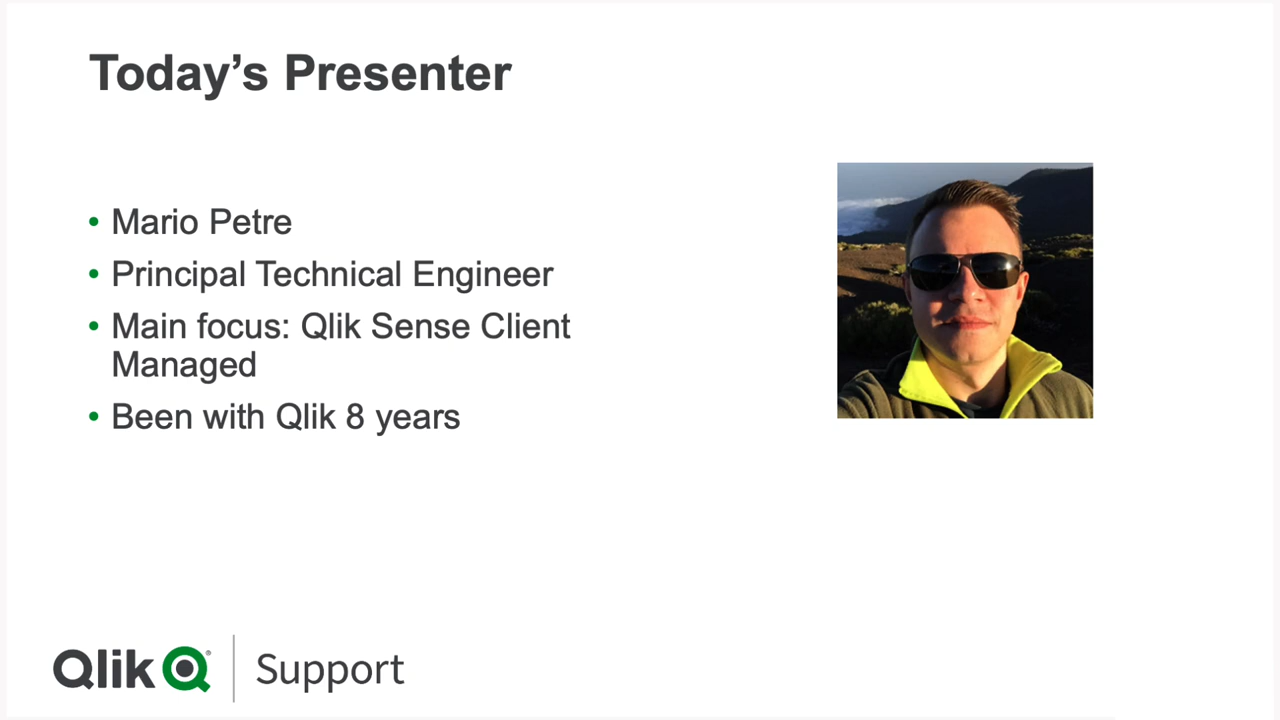 Today’s Presenter
• Mario Petre
• Principal Technical Engineer
• Main focus: Qlik Sense Client
Managed
• Been with Qlik 8 years
Qlik® Support